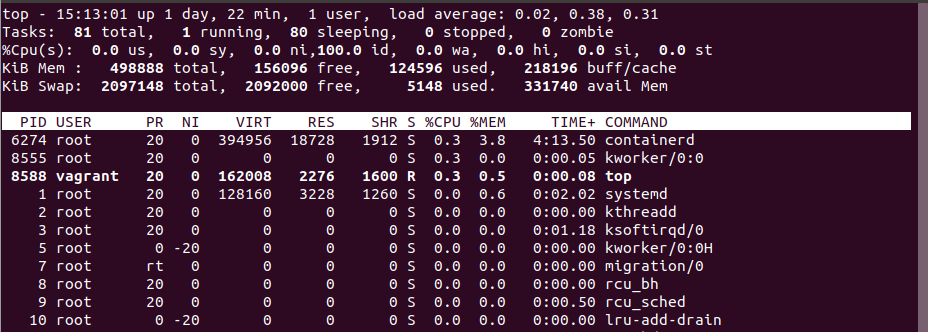 top - 15:13:01 up 1 day, 22 min,  1 user,  load average: 0.02, 0.38, 0.31
Tasks:  81 total,   1 running,  80 sleeping,   0 stopped,   0 zombie
%Cpu(s):  0.0 us,  0.0 sy,  0.0 ni,100.0 id,  0.0 wa,  0.0 hi,  0.0 si,  0.0 st
KiB Mem :   498888 total,   156096 free,   124596 used,   218196 buff/cache
KiB Swap:  2097148 total,  2092000 free,     5148 used.   331740 avail Mem
  PID USER      PR  NI    VIRT    RES    SHR S %CPU %MEM     TIME+ COMMAND
 6274 root      20   0  394956  18728   1912 S  0.3  3.8   4:13.50 containerd
 8555 root      20   0       0      0      0 S  0.3  0.0   0:00.05 kworker/0:0
 8588 vagrant   20   0  162008   2276   1600 R  0.3  0.5   0:00.08 top
    1 root      20   0  128160   3228   1260 S  0.0  0.6   0:02.02 systemd
    2 root      20   0       0      0      0 S  0.0  0.0   0:00.00 kthreadd
    3 root      20   0       0      0      0 S  0.0  0.0   0:01.18 ksoftirqd/0
    5 root       0 -20       0      0      0 S  0.0  0.0   0:00.00 kworker/0:0H
    7 root      rt   0       0      0      0 S  0.0  0.0   0:00.00 migration/0
    8 root      20   0       0      0      0 S  0.0  0.0   0:00.00 rcu_bh
    9 root      20   0       0      0      0 S  0.0  0.0   0:00.50 rcu_sched
   10 root       0 -20       0      0      0 S  0.0  0.0   0:00.00 lru-add-drain